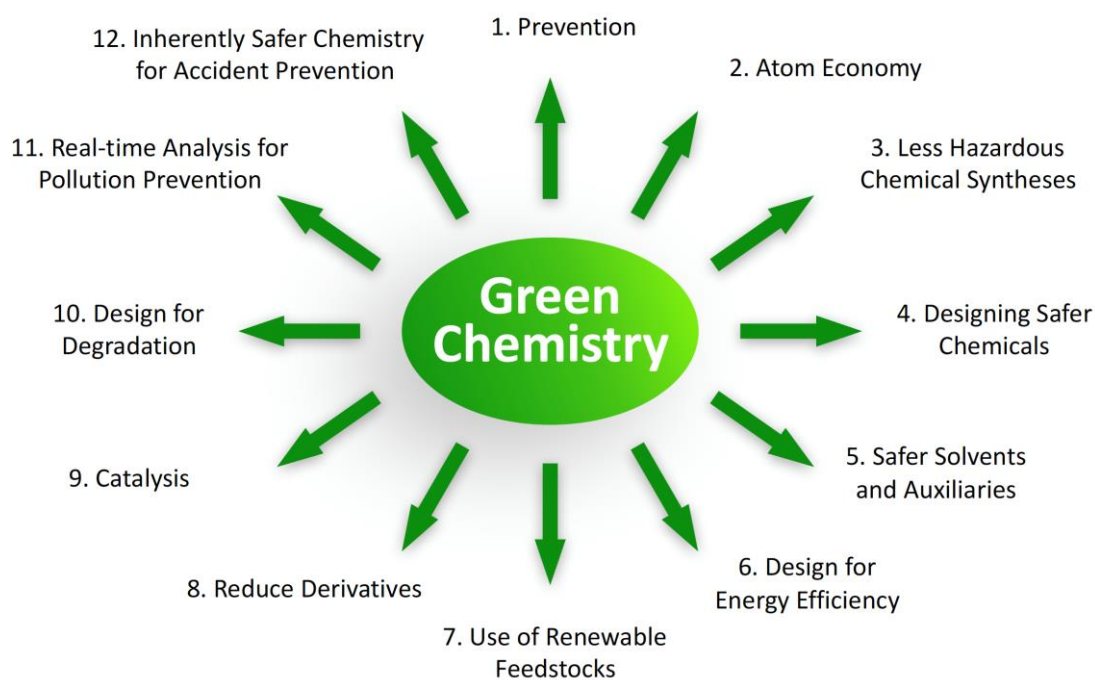 1. Prevention
2. Atom Economy
3. Less Hazardous
Chemical Syntheses
4. Designing Safer
Chemicals
5. Safer Solvents
and Auxiliaries
6. Design for
Energy Efficiency
7. Use of Renewable
Feedstocks
8. Reduce Derivatives
9. Catalysis
10. Design for
Degradation
11. Real-time Analysis for
Pollution Prevention
12. Inherently Safer Chemistry
for Accident Prevention
Green
Chemistry